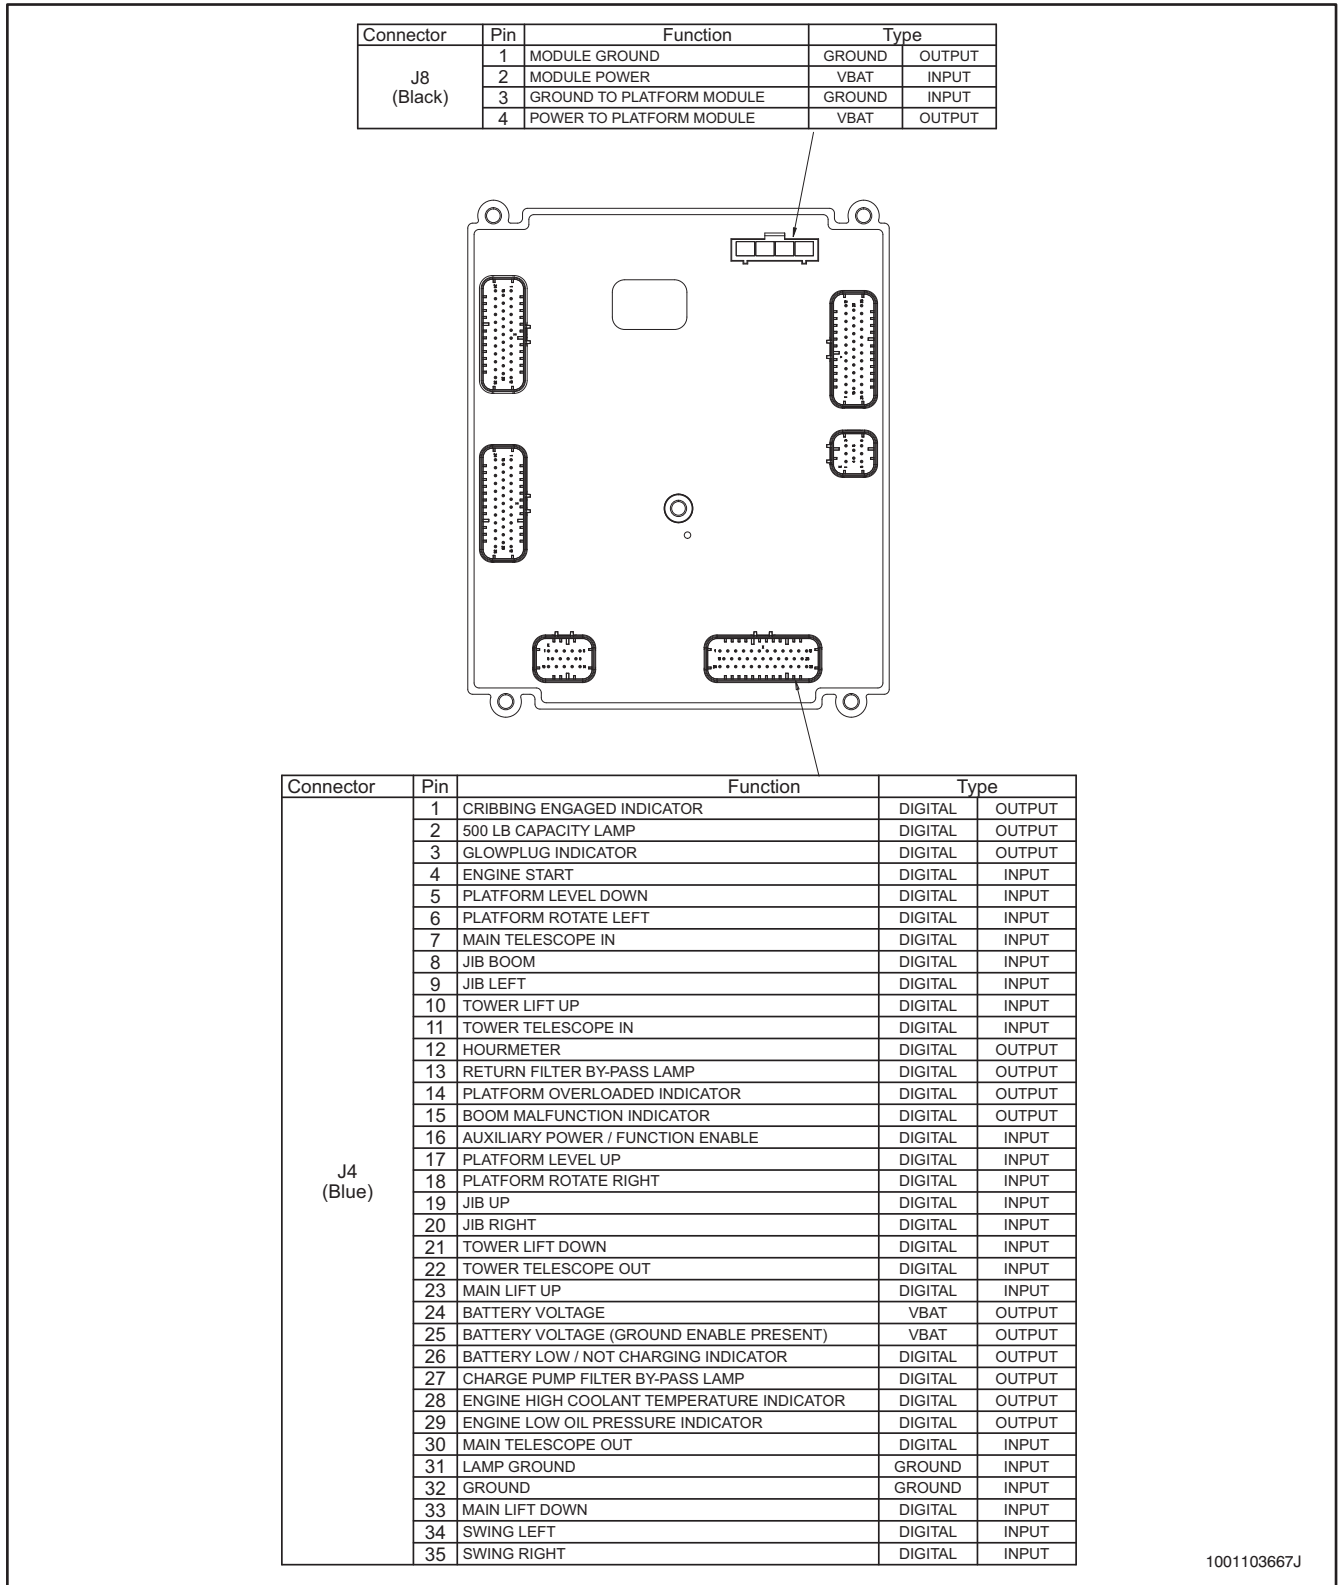 Connector Pin Function Type
1 MODULE GROUND GROUND OUTPUT
J8 2 MODULE POWER VBAT INPUT
(Black) 3 GROUND TO PLATFORM MODULE GROUND INPUT
4 POWER TO PLATFORM MODULE VBAT OUTPUT
Connector Pin Function Type
1 CRIBBING ENGAGED INDICATOR DIGITAL OUTPUT
2 500 LB CAPACITY LAMP DIGITAL OUTPUT
3 GLOWPLUG INDICATOR DIGITAL OUTPUT
4 ENGINE START DIGITAL INPUT
5 PLATFORM LEVEL DOWN DIGITAL INPUT
6 PLATFORM ROTATE LEFT DIGITAL INPUT
7 MAIN TELESCOPE IN DIGITAL INPUT
8 JIB BOOM DIGITAL INPUT
9 JIB LEFT DIGITAL INPUT
10 TOWER LIFT UP DIGITAL INPUT
11 TOWER TELESCOPE IN DIGITAL INPUT
12 HOURMETER DIGITAL OUTPUT
13 RETURN FILTER BY-PASS LAMP DIGITAL OUTPUT
14 PLATFORM OVERLOADED INDICATOR DIGITAL OUTPUT
15 BOOM MALFUNCTION INDICATOR DIGITAL OUTPUT
16 AUXILIARY POWER / FUNCTION ENABLE DIGITAL INPUT
J4 17 PLATFORM LEVEL UP DIGITAL INPUT
(Blue) 18 PLATFORM ROTATE RIGHT DIGITAL INPUT
19 JIB UP DIGITAL INPUT
20 JIB RIGHT DIGITAL INPUT
21 TOWER LIFT DOWN DIGITAL INPUT
22 TOWER TELESCOPE OUT DIGITAL INPUT
23 MAIN LIFT UP DIGITAL INPUT
24 BATTERY VOLTAGE VBAT OUTPUT
25 BATTERY VOLTAGE (GROUND ENABLE PRESENT) VBAT OUTPUT
26 BATTERY LOW / NOT CHARGING INDICATOR DIGITAL OUTPUT
27 CHARGE PUMP FILTER BY-PASS LAMP DIGITAL OUTPUT
28 ENGINE HIGH COOLANT TEMPERATURE INDICATOR DIGITAL OUTPUT
29 ENGINE LOW OIL PRESSURE INDICATOR DIGITAL OUTPUT
30 MAIN TELESCOPE OUT DIGITAL INPUT
31 LAMP GROUND GROUND INPUT
32 GROUND GROUND INPUT
33 MAIN LIFT DOWN DIGITAL INPUT
34 SWING LEFT DIGITAL INPUT
35 SWING RIGHT DIGITAL INPUT
1001103667J